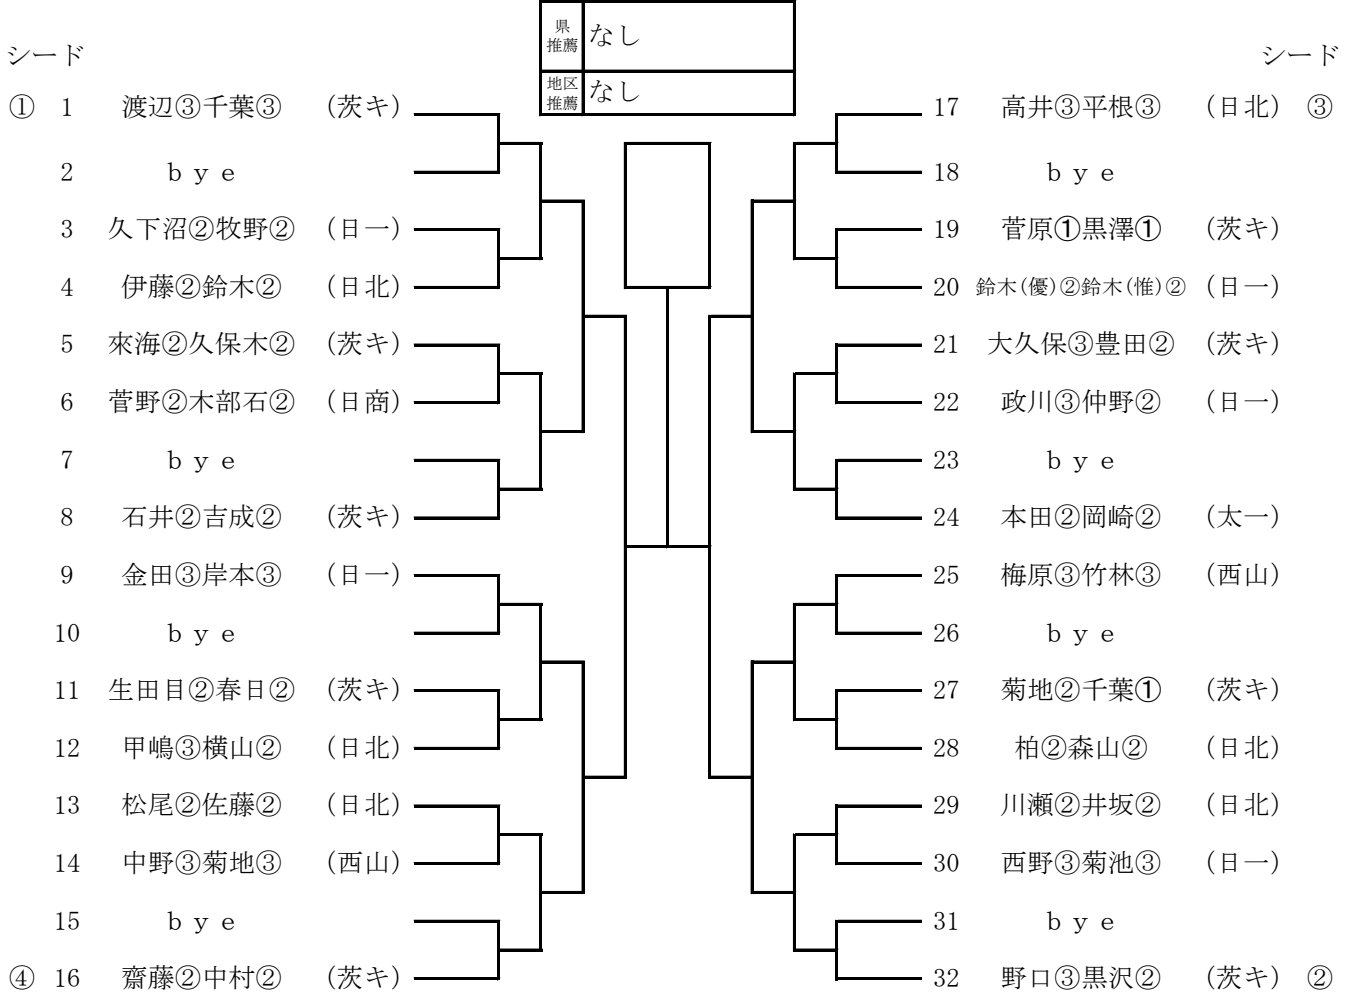 県推薦 なし
地区推薦 なし
シード
シード
① 1 渡辺③千葉③ (茨キ)
2 bye
3 久下沼②牧野② (日一)
4 伊藤②鈴木② (日北)
5 來海②久保木② (茨キ)
6 菅野②木部石② (日商)
7 bye
8 石井②吉成② (茨キ)
9 金田③岸本③ (日一)
10 bye
11 生田目②春日② (茨キ)
12 甲嶋③横山② (日北)
13 松尾②佐藤② (日北)
14 中野③菊地③ (西山)
15 bye
④ 16 齋藤②中村② (茨キ)
17 高井③平根③ (日北) ③
18 bye
19 菅原①黒澤① (茨キ)
20 鈴木(優)②鈴木(惟)② (日一)
21 大久保③豊田② (茨キ)
22 政川③仲野② (日一)
23 bye
24 本田②岡崎② (太一)
25 梅原③竹林③ (西山)
26 bye
27 菊地②千葉① (茨キ)
28 柏②森山② (日北)
29 川瀬②井坂② (日北)
30 西野③菊池③ (日一)
31 bye
32 野口③黒沢② (茨キ) ②